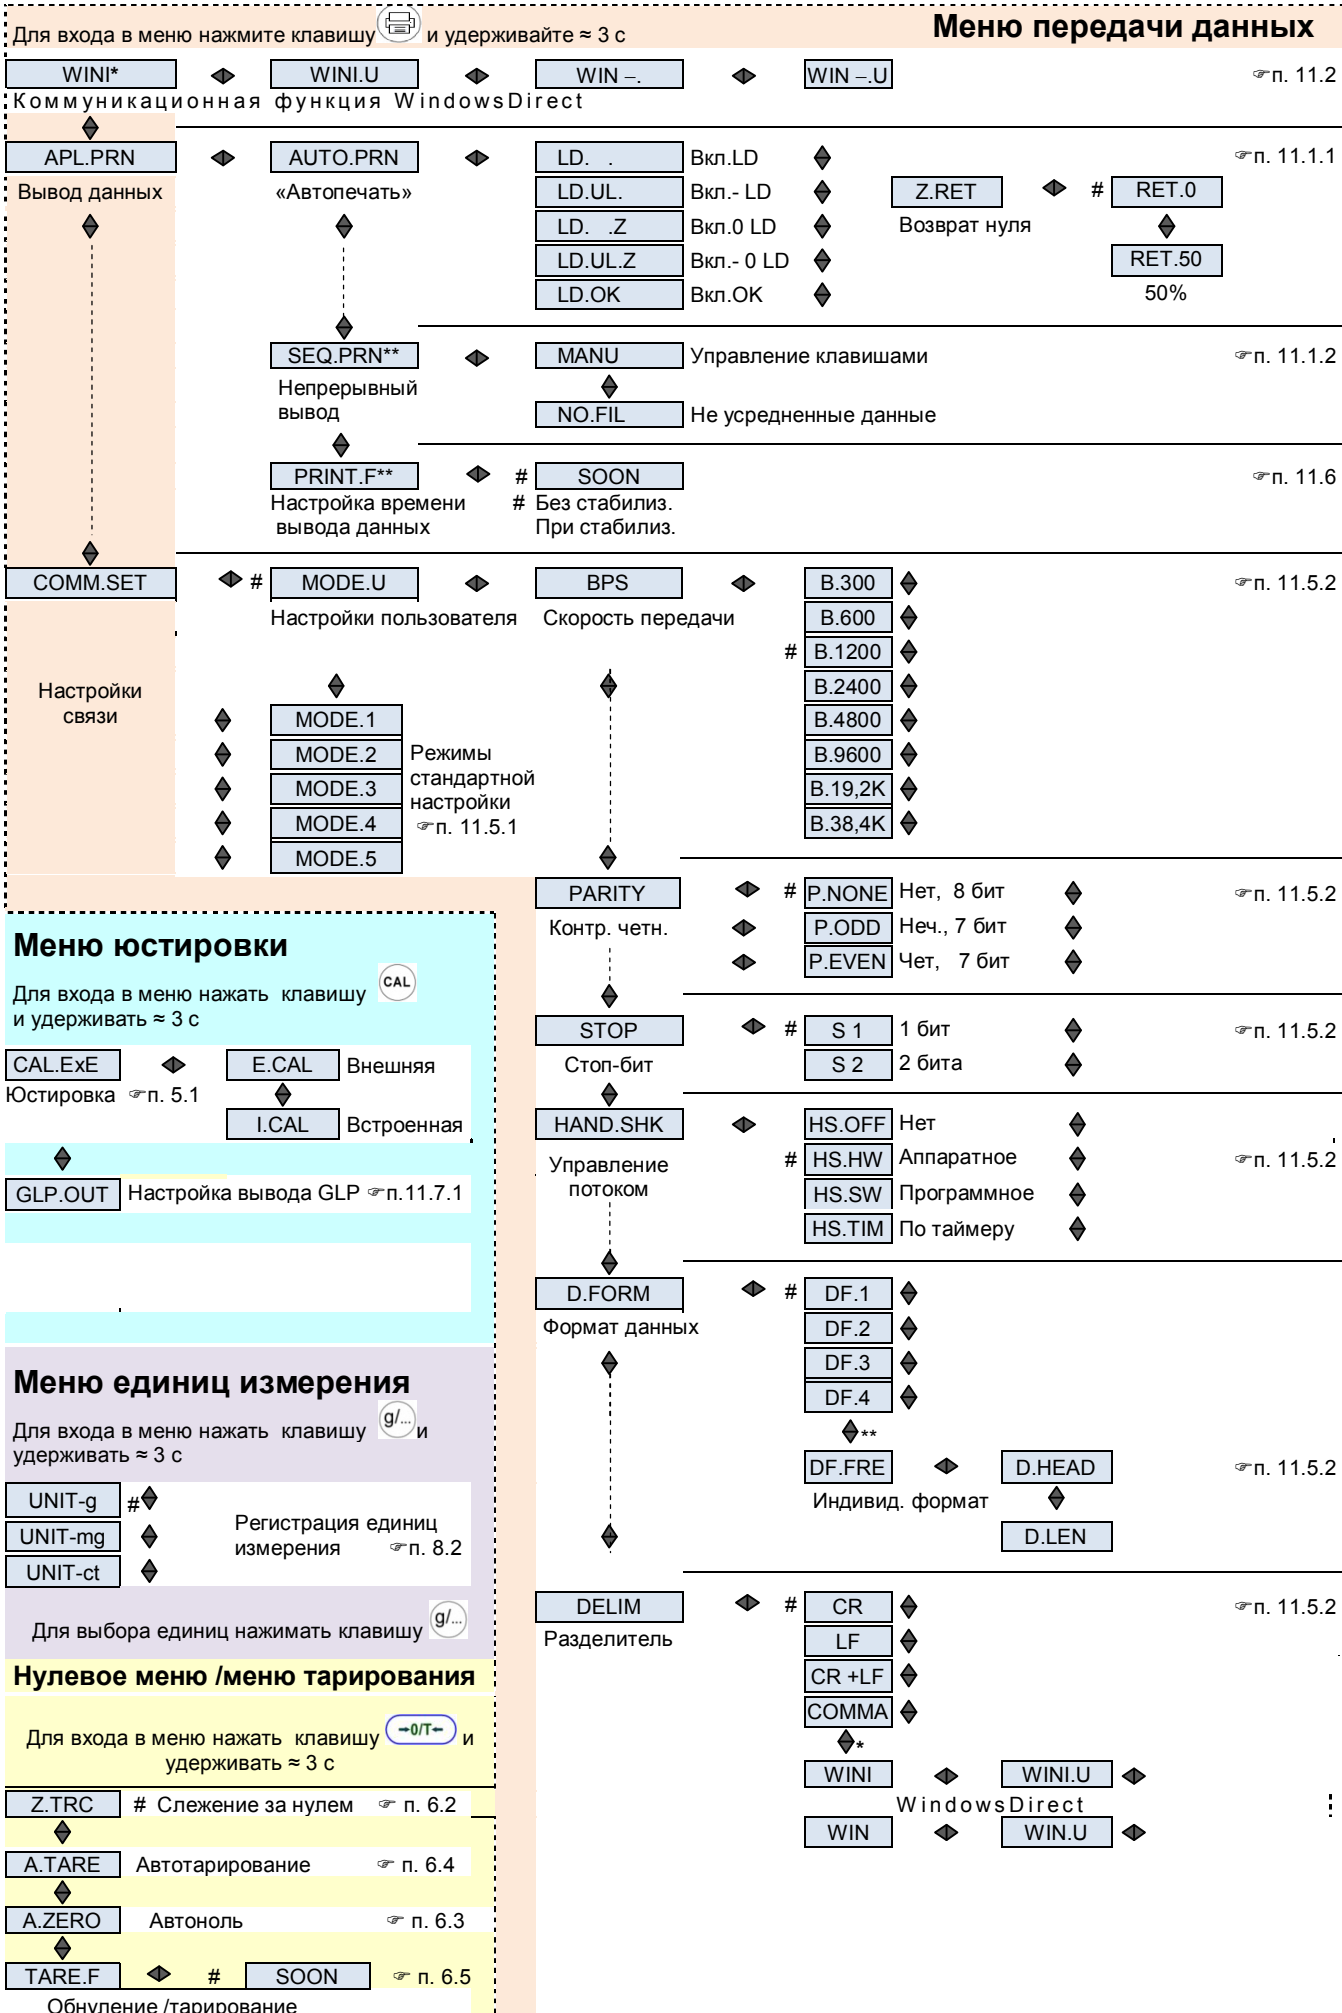 Для входа в меню нажмите клавишу и удерживайте ≈ 3 с
Меню передачи данных
WINI* WINI.U WIN –. WIN –.U ☞п. 11.2
Коммуникационная функция WindowsDirect
APL.PRN AUTO.PRN LD. . Вкл.LD ☞п. 11.1.1
Вывод данных «Автопечать» LD.UL. Вкл.- LD Z.RET # RET.0
LD. .Z Вкл.0 LD Возврат нуля
LD.UL.Z Вкл.- 0 LD RET.50
LD.OK Вкл.OK 50%
SEQ.PRN** MANU Управление клавишами ☞п. 11.1.2
Непрерывный
вывод NO.FIL Не усредненные данные
PRINT.F** # SOON ☞п. 11.6
Настройка времени # Без стабилиз.
вывода данных При стабилиз.
COMM.SET # MODE.U BPS B.300 ☞п. 11.5.2
Настройки пользователя Скорость передачи B.600
# B.1200
Настройки B.2400
связи MODE.1 B.4800
MODE.2 Режимы B.9600
стандартной
MODE.3 настройки B.19,2K
MODE.4 ☞п. 11.5.1 B.38,4K
MODE.5
PARITY # P.NONE Нет, 8 бит ☞п. 11.5.2
Контр. четн. P.ODD Неч., 7 бит
P.EVEN Чет, 7 бит
STOP # S 1 1 бит ☞п. 11.5.2
Стоп-бит S 2 2 бита
HAND.SHK HS.OFF Нет
Управление # HS.HW Аппаратное ☞п. 11.5.2
потоком HS.SW Программное
HS.TIM По таймеру
D.FORM # DF.1
Формат данных DF.2
DF.3
DF.4
**
DF.FRE D.HEAD ☞п. 11.5.2
Индивид. формат
D.LEN
DELIM # CR ☞п. 11.5.2
Разделитель LF
CR +LF
COMMA
*
WINI WINI.U
WindowsDirect
WIN WIN.U
Меню юстировки
Для входа в меню нажать клавишу CAL
и удерживать ≈ 3 с
CAL.ExE E.CAL Внешняя
Юстировка ☞п. 5.1
I.CAL Встроенная
GLP.OUT Настройка вывода GLP ☞п.11.7.1
Меню единиц измерения
Для входа в меню нажать клавишу g/... и
удерживать ≈ 3 с
UNIT-g #
UNIT-mg Регистрация единиц
измерения ☞п. 8.2
UNIT-ct
Для выбора единиц нажимать клавишу g/...
Нулевое меню /меню тарирования
Для входа в меню нажать клавишу →0/T← и
удерживать ≈ 3 с
Z.TRC # Слежение за нулем ☞ п. 6.2
A.TARE Автотарирование ☞ п. 6.4
A.ZERO Автоноль ☞ п. 6.3
TARE.F # SOON ☞ п. 6.5
Обнуление /тарирование